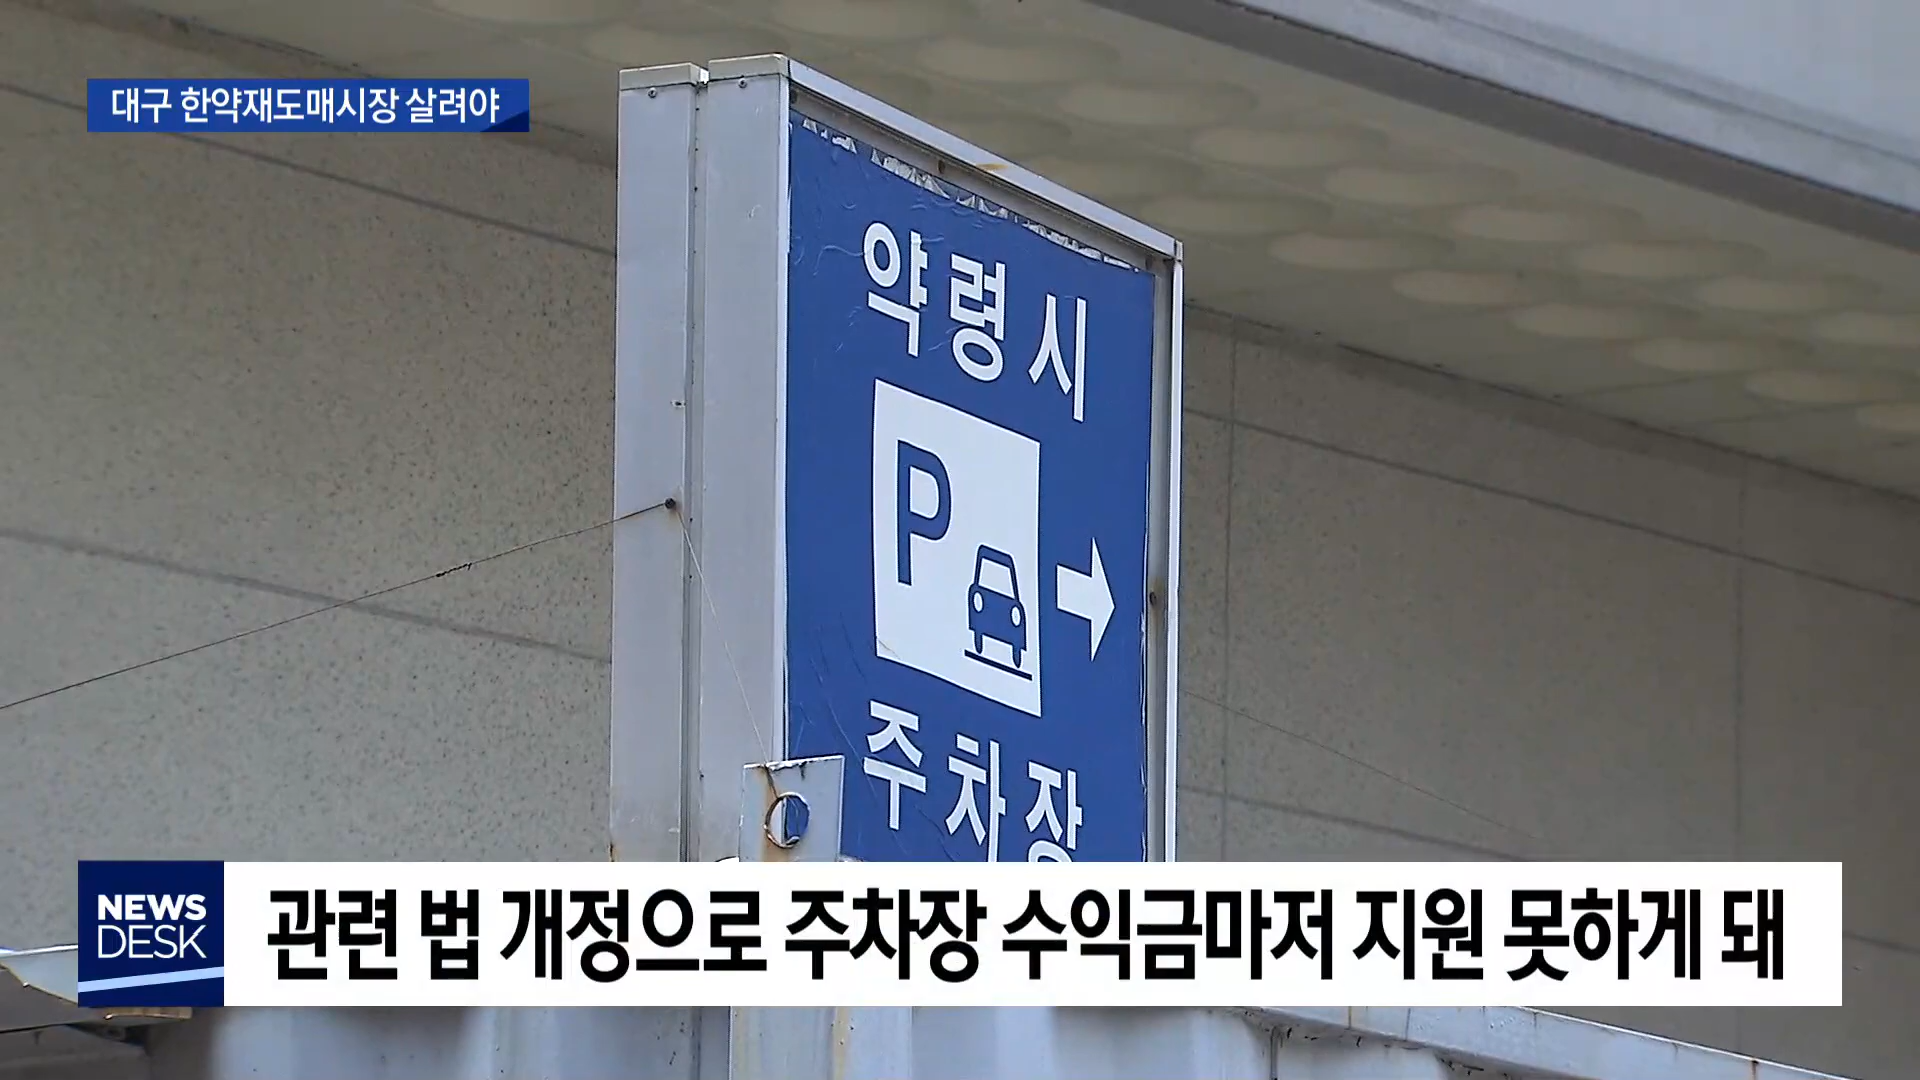 대구 한약재도매시장 살려야
약령시
P
주차장
NEWS
DESK
관련 법 개정으로 주차장 수익금마저 지원 못하게 돼